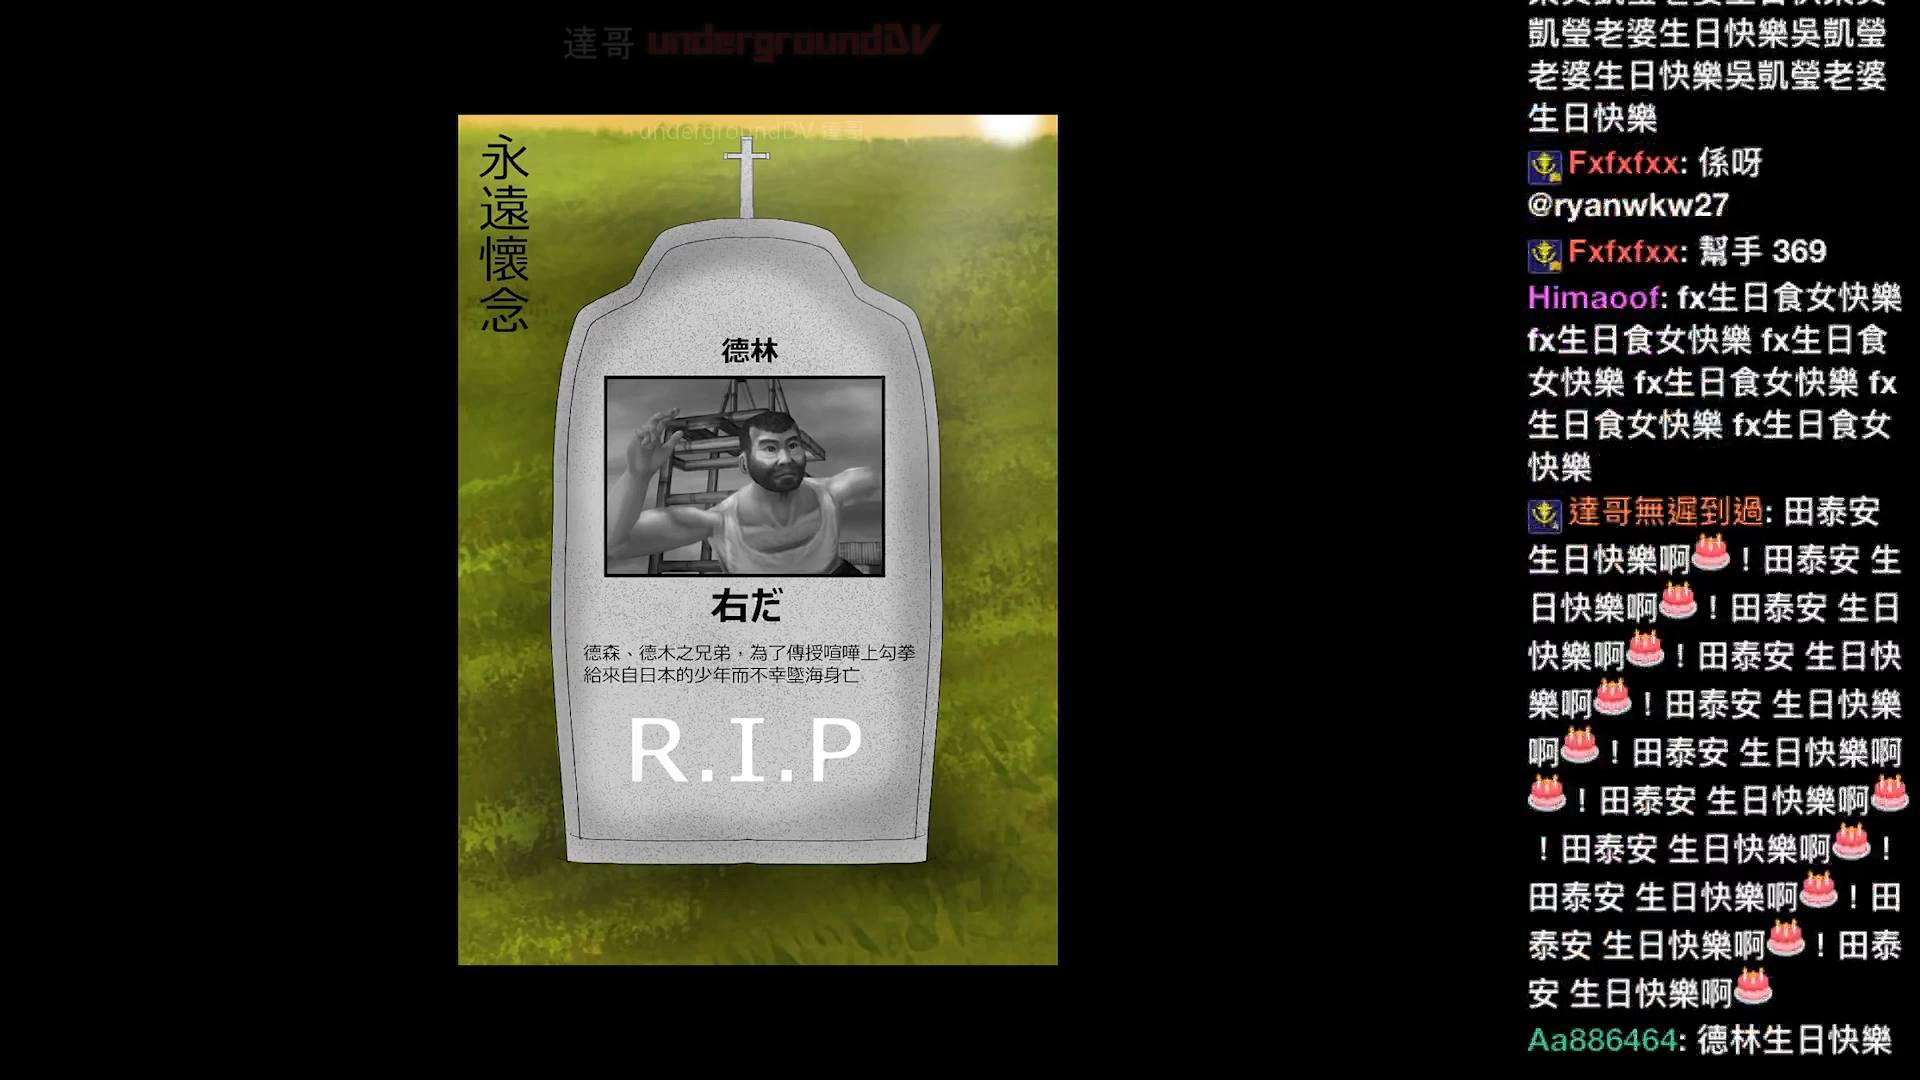 達哥 undergroundDV
undergroundDV 達哥
永遠懷念
德林
右だ
德森、德木之兄弟，為了傳授喧嘩上勾拳
給來自日本的少年而不幸墜海身亡
R.I.P
凱瑩老婆生日快樂吳凱瑩
老婆生日快樂吳凱瑩老婆
生日快樂
Fxfxfxx: 係呀
@ryanwkw27
Fxfxfxx: 幫手 369
Himaoof: fx生日食女快樂
fx生日食女快樂 fx生日食
女快樂 fx生日食女快樂 fx
生日食女快樂 fx生日食女
快樂
達哥無遲到過: 田泰安
生日快樂啊🎂！田泰安 生
日快樂啊🎂！田泰安 生日
快樂啊🎂！田泰安 生日快
樂啊🎂！田泰安 生日快樂
啊🎂！田泰安 生日快樂啊
🎂！田泰安 生日快樂啊🎂
！田泰安 生日快樂啊🎂！
田泰安 生日快樂啊🎂！田
泰安 生日快樂啊🎂！田泰
安 生日快樂啊🎂
Aa886464: 德林生日快樂